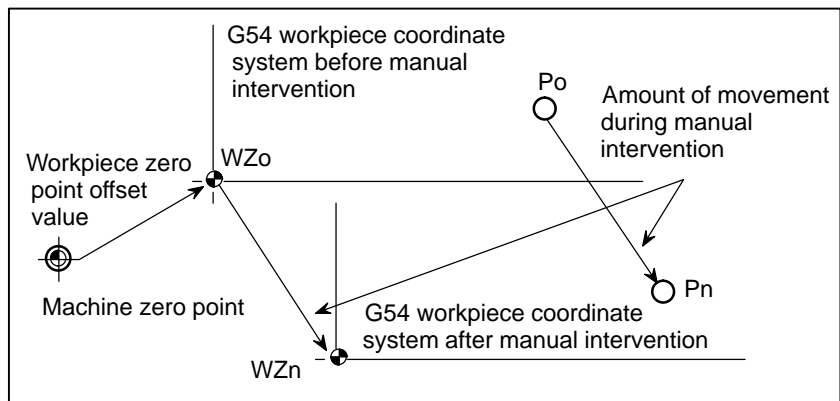 G54 workpiece coordinate
system before manual
intervention
Po
Amount of movement
during manual
intervention
WZo
Workpiece zero
point offset
value
Pn
Machine zero point
G54 workpiece coordinate
system after manual intervention
WZn